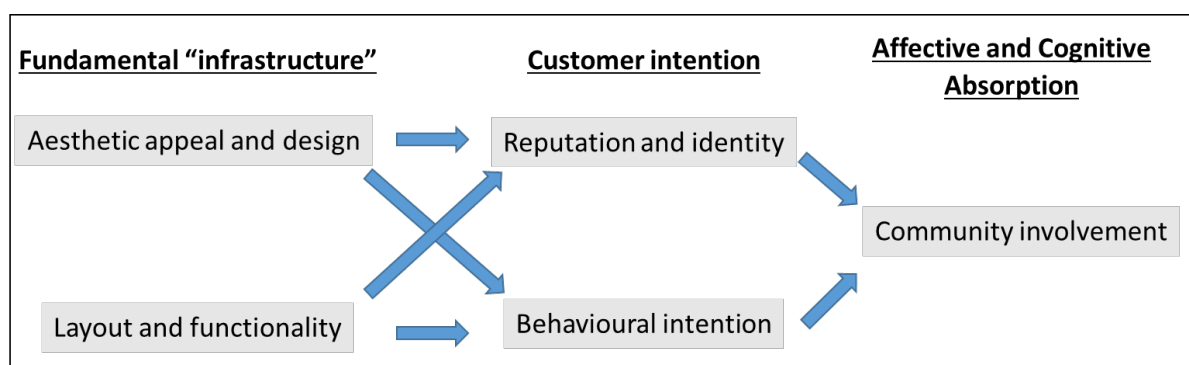 Fundamental “infrastructure”
Customer intention
Affective and Cognitive
Absorption
Aesthetic appeal and design
Reputation and identity
Community involvement
Layout and functionality
Behavioural intention